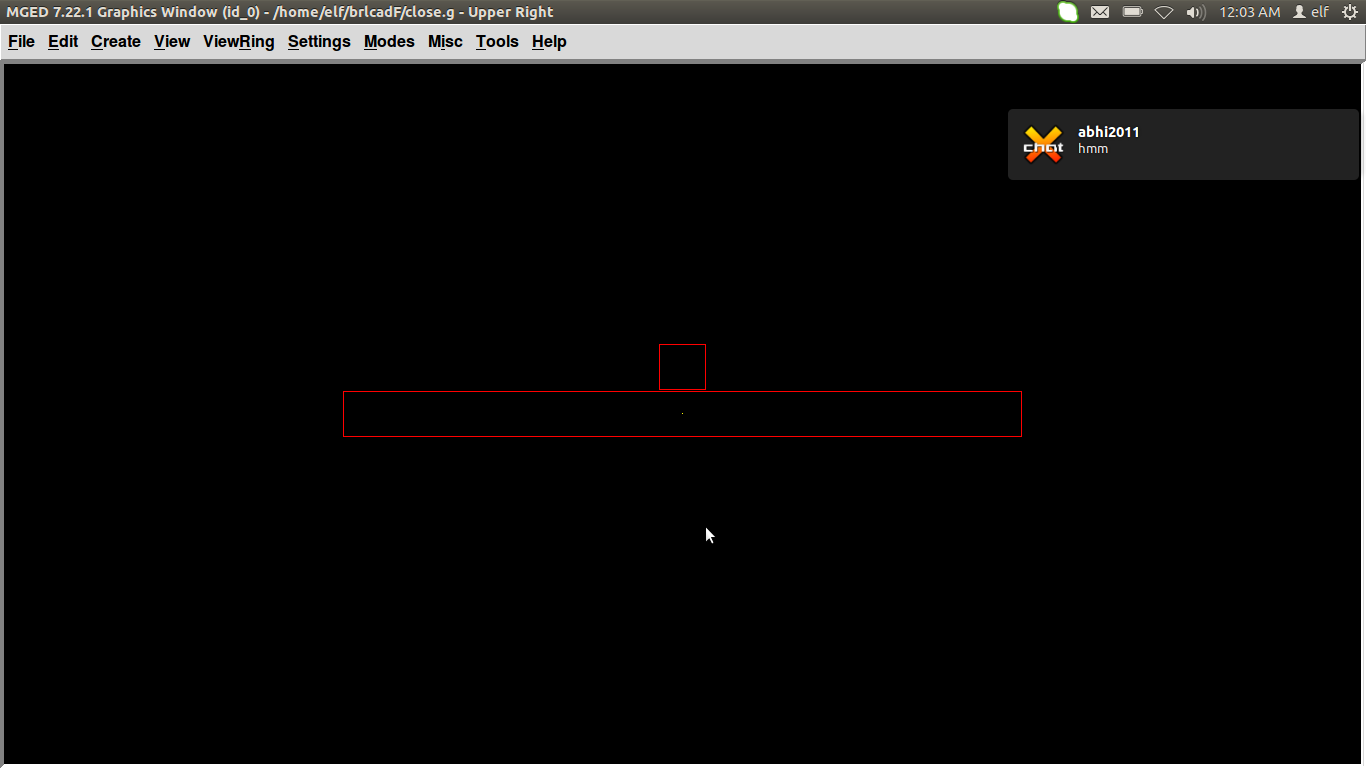 MGED 7.22.1 Graphics Window (id_0) - /home/elf/brlcadF/close.g - Upper Right
12:03 AM elf
File Edit Create View ViewRing Settings Modes Misc Tools Help
abhi2011
chat
hmm